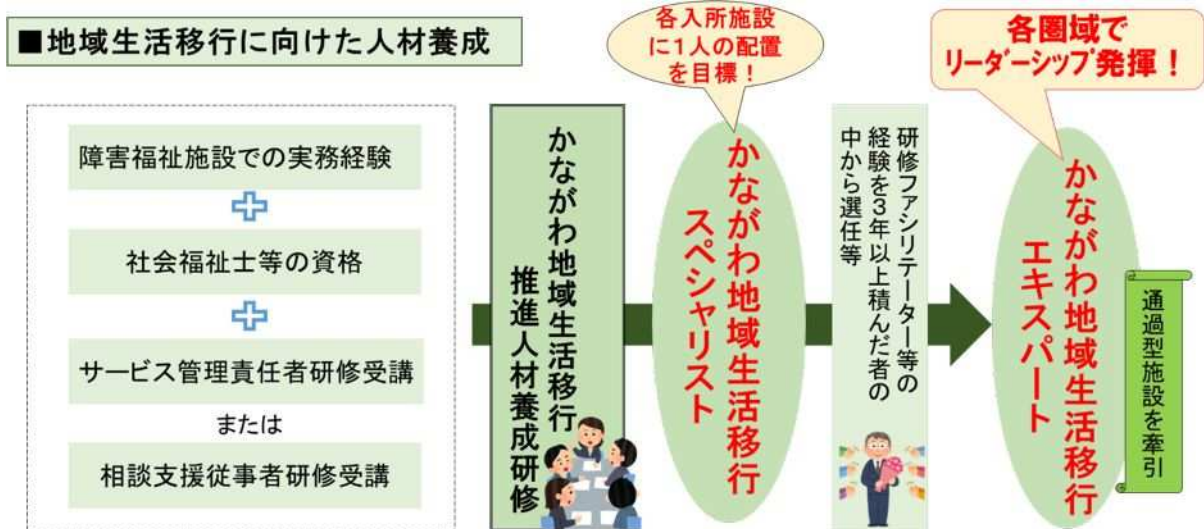 ■地域生活移行に向けた人材養成
障害福祉施設での実務経験
社会福祉士等の資格
サービス管理責任者研修受講
または
相談支援従事者研修受講
かながわ地域生活移行
推進人材養成研修
各入所施設
に１人の配置
を目標！
かながわ地域生活移行
スペシャリスト
研修ファシリテーター等の
経験を３年以上積んだ者の
中から選任等
各圏域で
リーダーシップ発揮！
かながわ地域生活移行
エキスパート
通過型施設を牽引